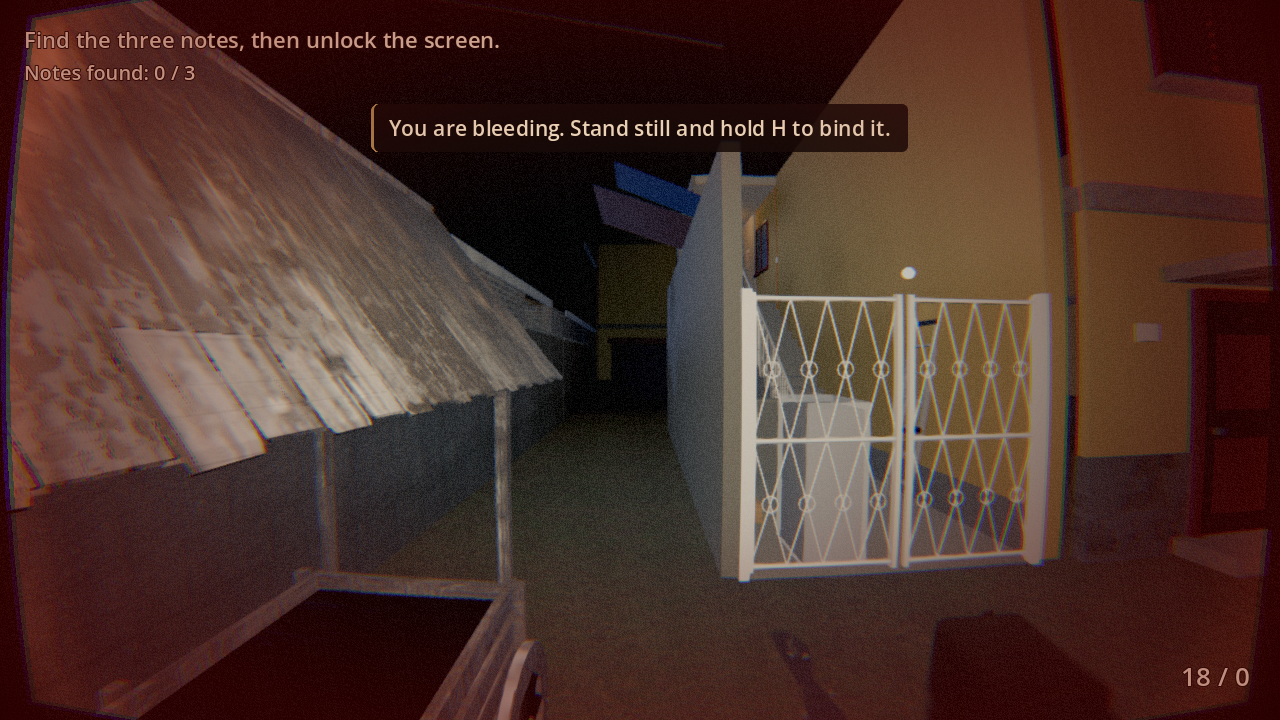 Find the three notes, then unlock the screen.
Notes found: 0 / 3
You are bleeding. Stand still and hold H to bind it.
18 / 0